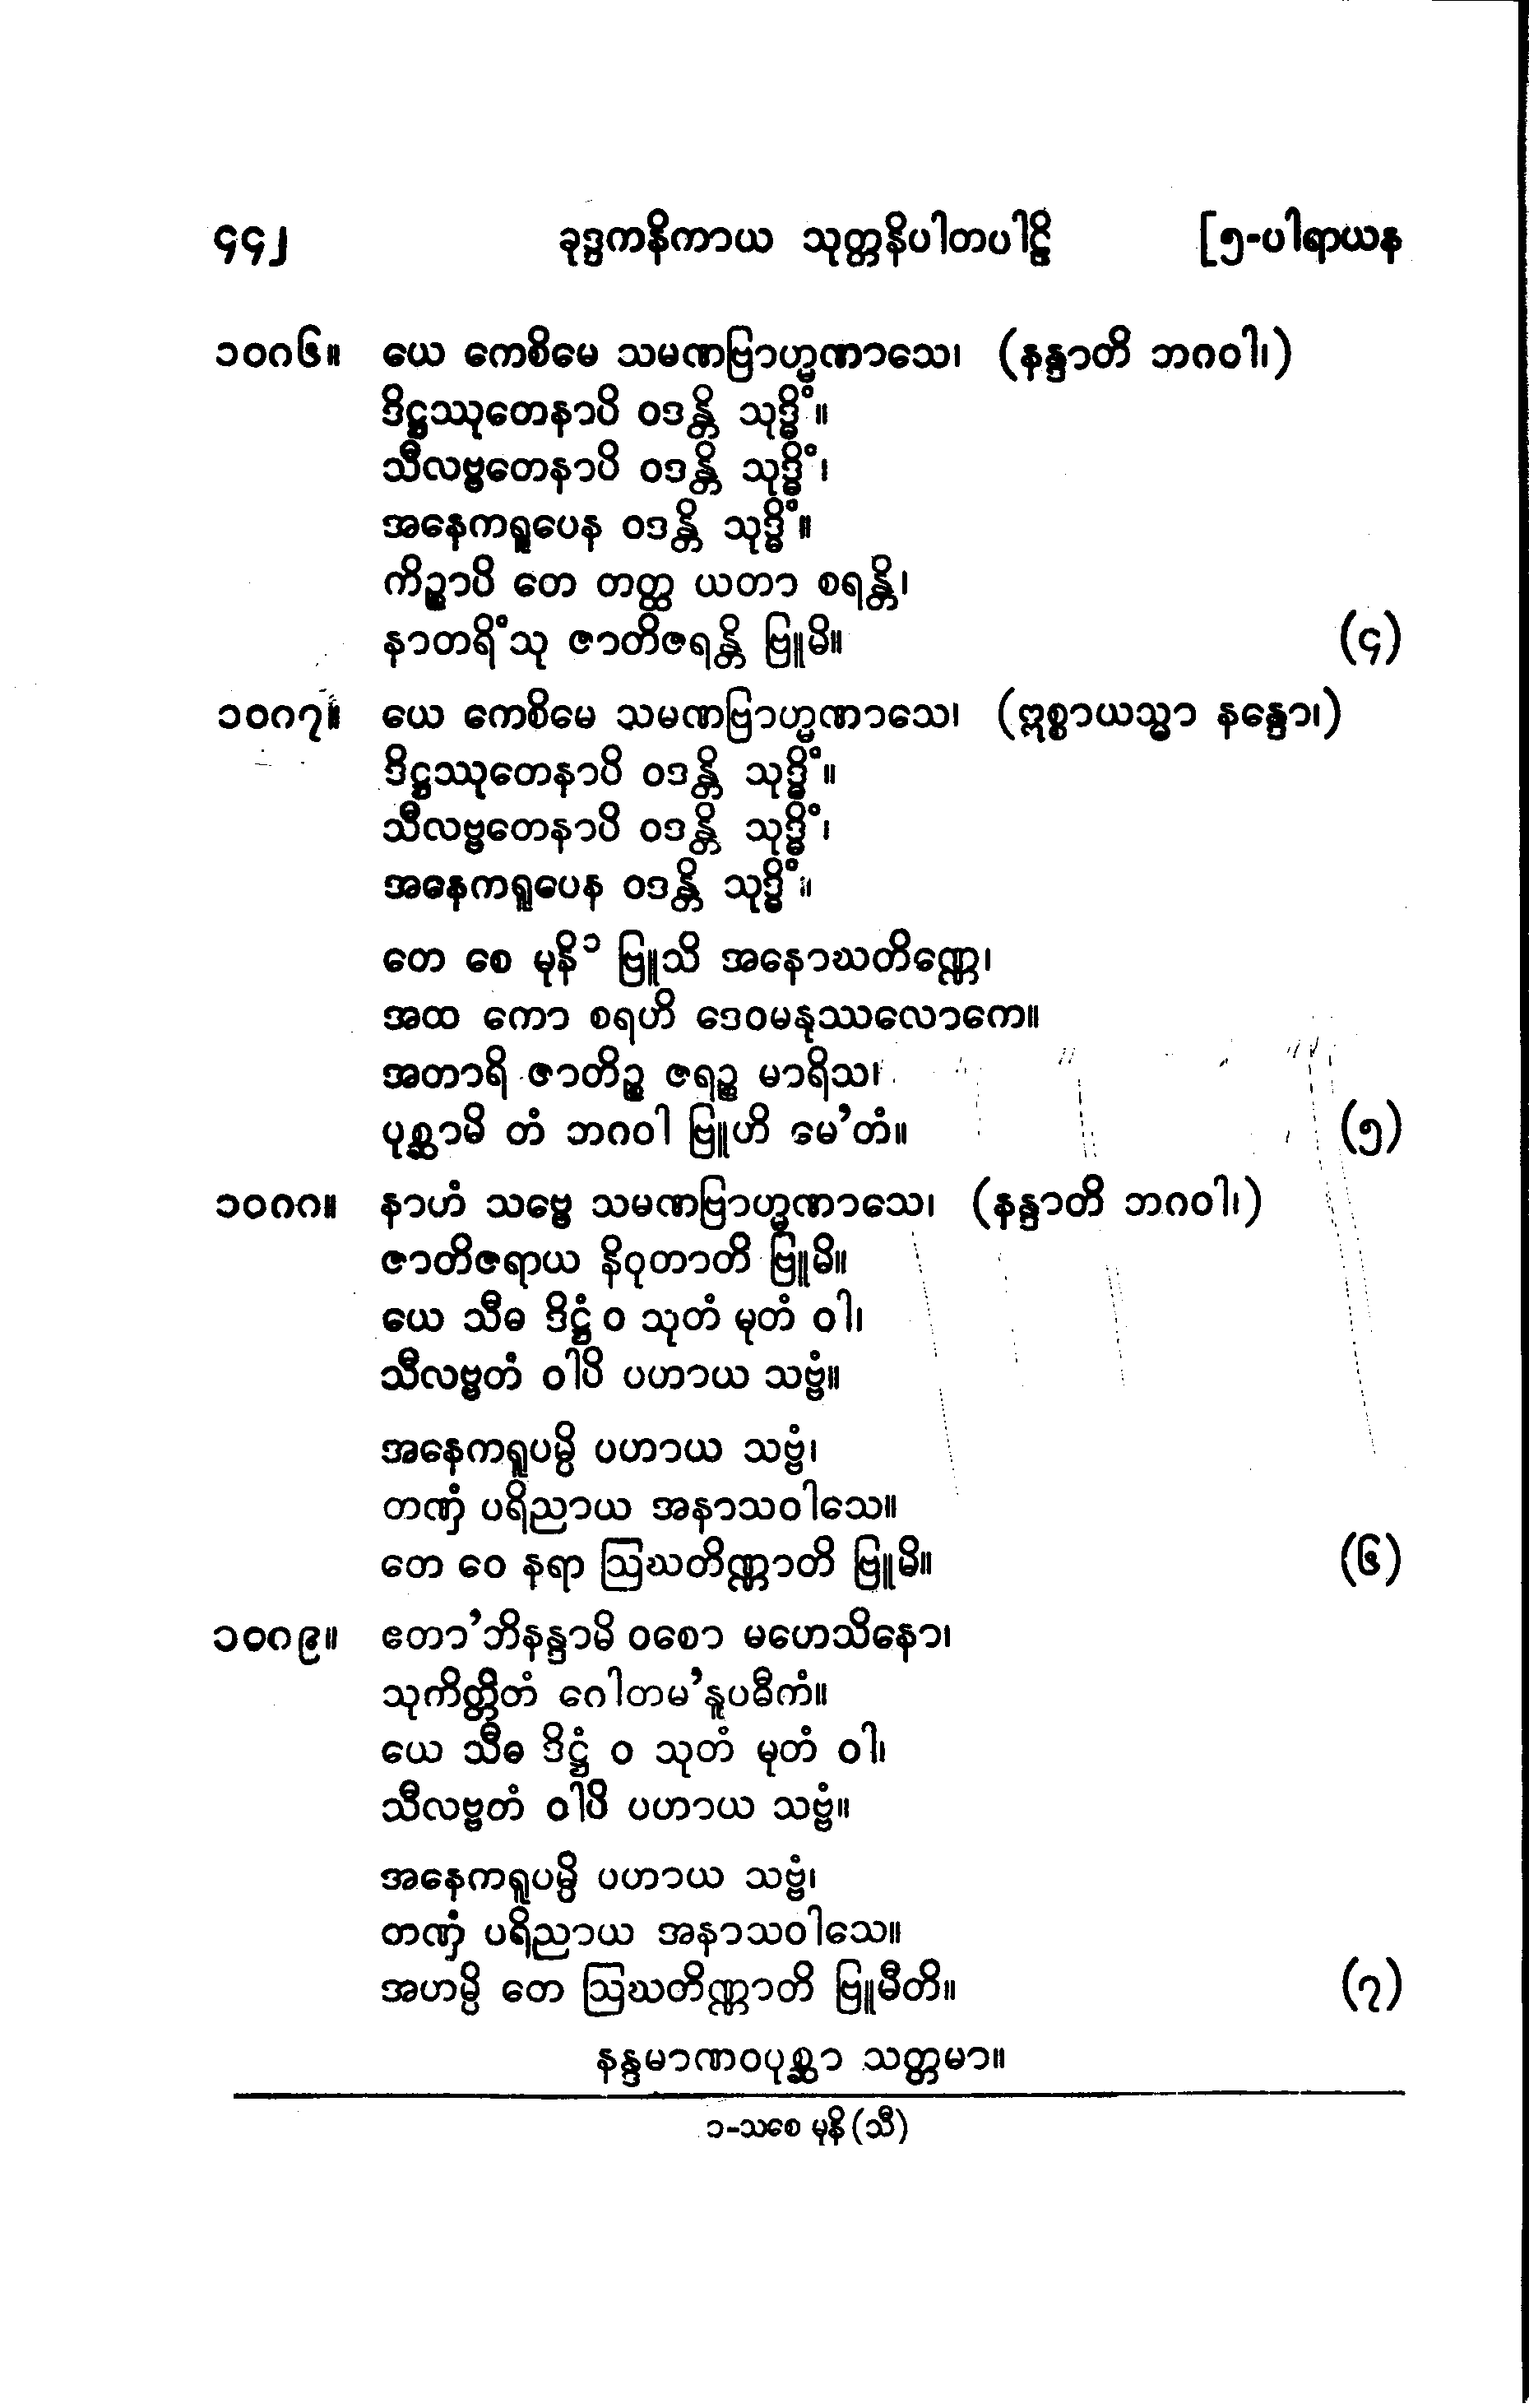 ၄၄၂ ခုဒ္ဒကနိကာယ သုတ္တနိပါတပါဠိ [၅-ပါရာယန
၁၀၈၆။ ယေ ကေစိမေ သမဏဗြာဟ္မဏာသေ၊ (နန္ဒာတိ ဘဂဝါ၊)
ဒိဋ္ဌဿုတေနာပိ ဝဒန္တိ သုဒ္ဓိံ။
သီလဗ္ဗတေနာပိ ဝဒန္တိ သုဒ္ဓိံ၊
အနေကရူပေန ဝဒန္တိ သုဒ္ဓိံ။
ကိဉ္စာပိ တေ တတ္ထ ယတာ စရန္တိ၊
နာတရိံသု ဇာတိဇရန္တိ ဗြူမိ။ (၄)
၁၀၈၇။ ယေ ကေစိမေ သမဏဗြာဟ္မဏာသေ၊ (ဣစ္စာယသ္မာ နန္ဒော၊)
ဒိဋ္ဌဿုတေနာပိ ဝဒန္တိ သုဒ္ဓိံ။
သီလဗ္ဗတေနာပိ ဝဒန္တိ သုဒ္ဓိံ၊
အနေကရူပေန ဝဒန္တိ သုဒ္ဓိံ။
တေ စေ မုနိ၁ ဗြူသိ အနောဃတိဏ္ဏေ၊
အထ ကော စရဟိ ဒေဝမနုဿလောကေ။
အတာရိ ဇာတိဉ္စ ဇရဉ္စ မာရိသ၊
ပုစ္ဆာမိ တံ ဘဂဝါ ဗြူဟိ မေ'တံ။ (၅)
၁၀၈၈။ နာဟံ သဗ္ဗေ သမဏဗြာဟ္မဏာသေ၊ (နန္ဒာတိ ဘဂဝါ၊)
ဇာတိဇရာယ နိဝုတာတိ ဗြူမိ။
ယေ သီဓ ဒိဋ္ဌံ ဝ သုတံ မုတံ ဝါ၊
သီလဗ္ဗတံ ဝါပိ ပဟာယ သဗ္ဗံ။
အနေကရူပမ္ပိ ပဟာယ သဗ္ဗံ၊
တဏှံ ပရိညာယ အနာသဝါသေ။
တေ ဝေ နရာ ဩဃတိဏ္ဏာတိ ဗြူမိ။ (၆)
၁၀၈၉။ ဧတာ'ဘိနန္ဒာမိ ဝစော မဟေသိနော၊
သုကိတ္တိတံ ဂေါတမ'နူပဓီကံ။
ယေ သီဓ ဒိဋ္ဌံ ဝ သုတံ မုတံ ဝါ၊
သီလဗ္ဗတံ ဝါပိ ပဟာယ သဗ္ဗံ။
အနေကရူပမ္ပိ ပဟာယ သဗ္ဗံ၊
တဏှံ ပရိညာယ အနာသဝါသေ။
အဟမ္ပိ တေ ဩဃတိဏ္ဏာတိ ဗြူမီတိ။ (၇)
နန္ဒမာဏဝပုစ္ဆာ သတ္တမာ။
၁-သစေ မုနိ (သီ)